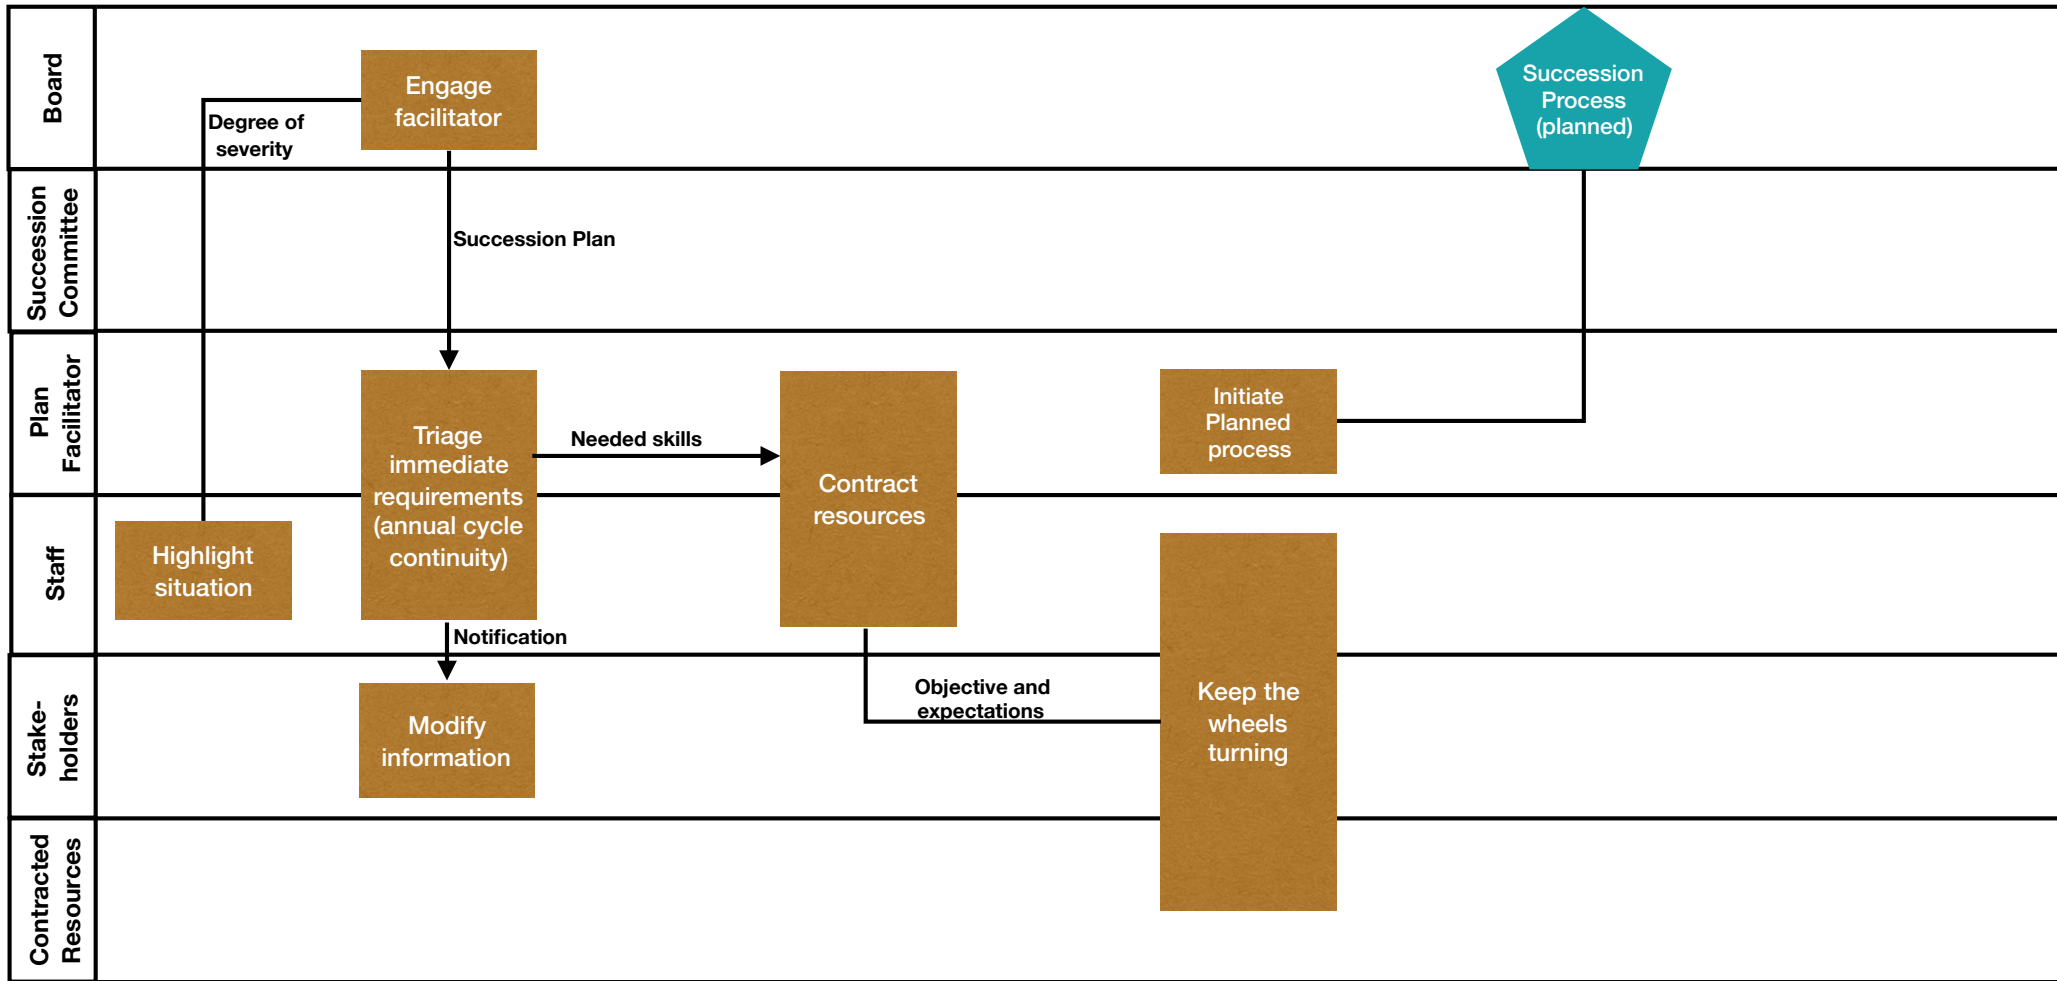 Board
Engage
facilitator
Degree of
severity
Succession
Process
(planned)
Succession
Committee
Succession Plan
Plan
Facilitator
Triage
immediate
requirements
(annual cycle
continuity)
Needed skills
Contract
resources
Initiate
Planned
process
Staff
Highlight
situation
Notification
Stake-
holders
Modify
information
Objective and
expectations
Keep the
wheels
turning
Contracted
Resources